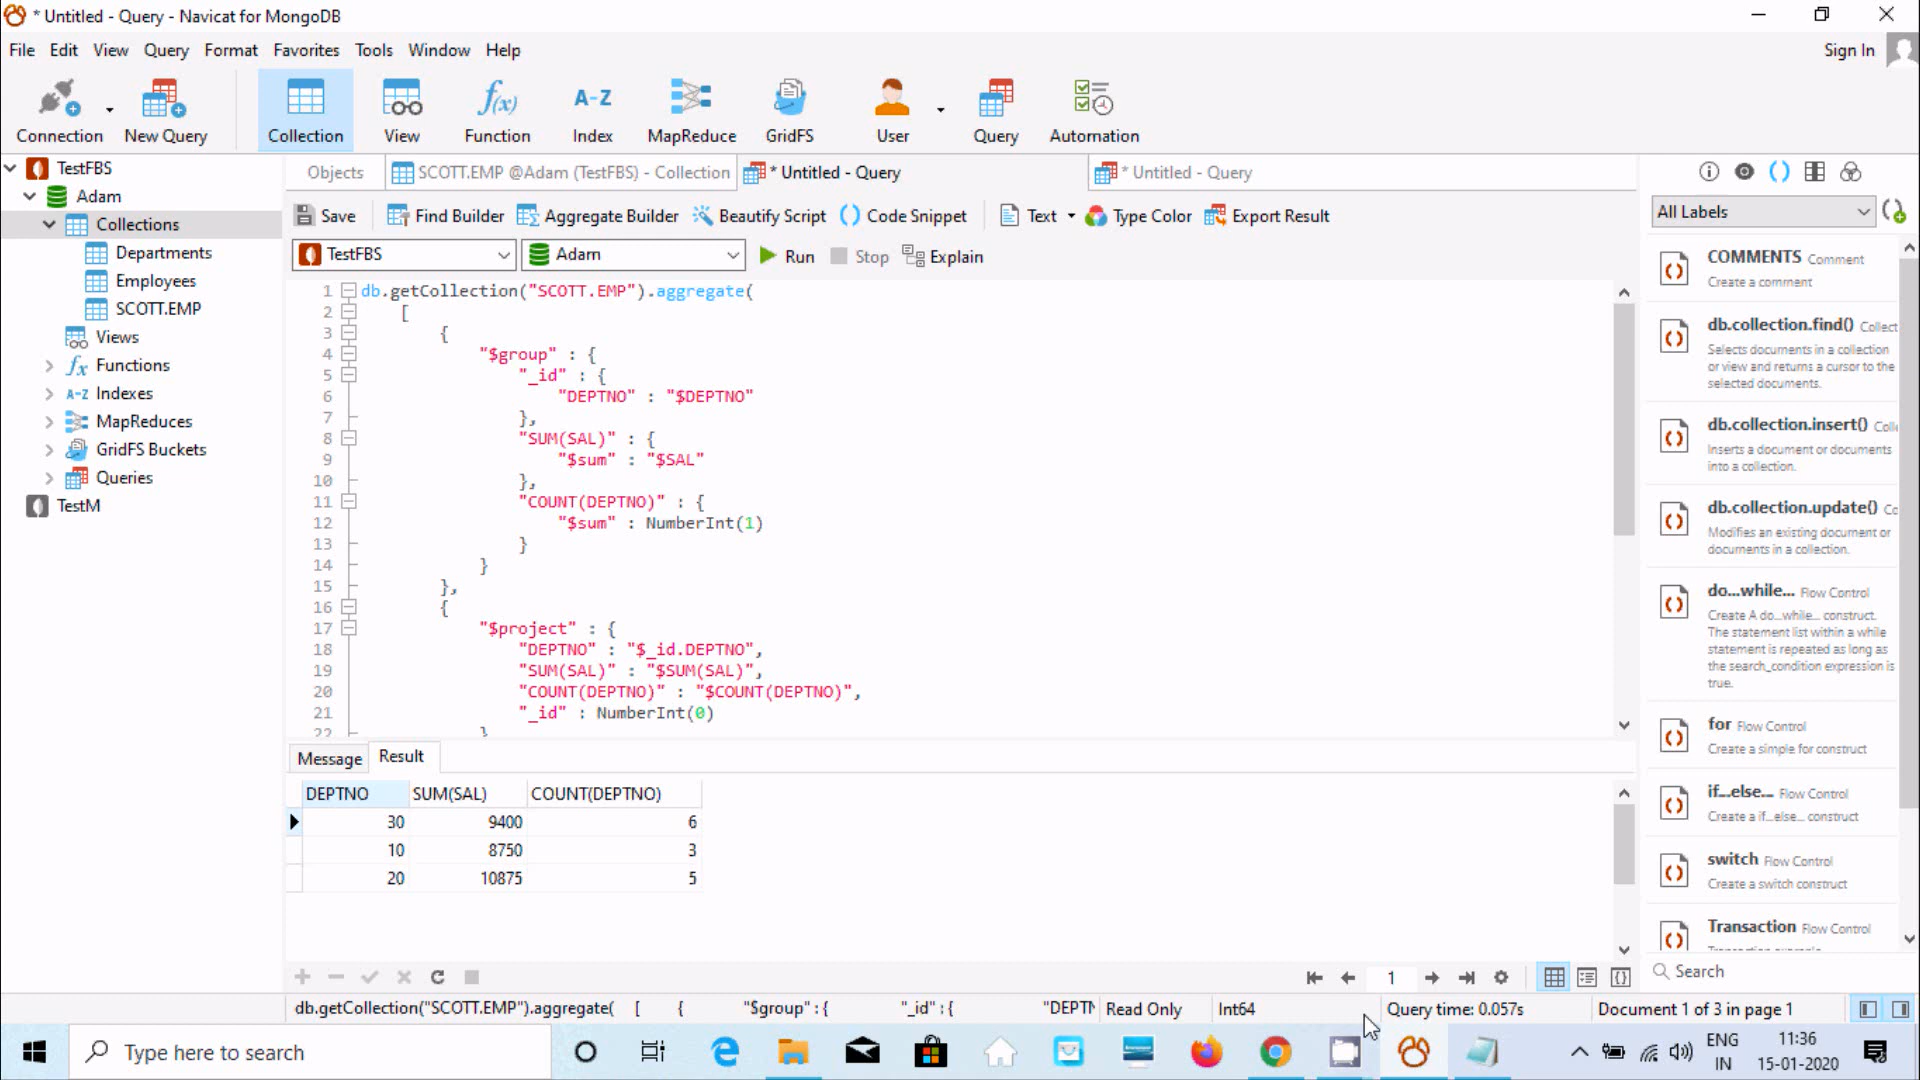 * Untitled - Query - Navicat for MongoDB
File Edit View Query Format Favorites Tools Window Help
Sign In
Connection New Query Collection View Function Index MapReduce GridFS User Query Automation
TestFBS
Adam
Collections
Departments
Employees
SCOTT.EMP
Views
Functions
Indexes
MapReduces
GridFS Buckets
Queries
TestM
Objects SCOTT.EMP @Adam (TestFBS) - Collection * Untitled - Query * Untitled - Query
Save Find Builder Aggregate Builder Beautify Script Code Snippet Text Type Color Export Result
TestFBS Adam Run Stop Explain
1 db.getCollection("SCOTT.EMP").aggregate(
2 [
3 {
4 "$group" : {
5 "_id" : {
6 "DEPTNO" : "$DEPTNO"
7 },
8 "SUM(SAL)" : {
9 "$sum" : "$SAL"
10 },
11 "COUNT(DEPTNO)" : {
12 "$sum" : NumberInt(1)
13 }
14 }
15 },
16 {
17 "$project" : {
18 "DEPTNO" : "$_id.DEPTNO",
19 "SUM(SAL)" : "$SUM(SAL)",
20 "COUNT(DEPTNO)" : "$COUNT(DEPTNO)",
21 "_id" : NumberInt(0)
22 }
Message Result
DEPTNO SUM(SAL) COUNT(DEPTNO)
30 9400 6
10 8750 3
20 10875 5
1
db.getCollection("SCOTT.EMP").aggregate( [ { "$group" : { "_id" : { "DEPTN Read Only Int64 Query time: 0.057s Document 1 of 3 in page 1
All Labels
COMMENTS Comment
Create a comment
db.collection.find() Collect
Selects documents in a collection
or view and returns a cursor to the
selected documents.
db.collection.insert() Colle
Inserts a document or documents
into a collection.
db.collection.update() Co
Modifies an existing document or
documents in a collection.
do...while... Flow Control
Create A do...while... construct.
The statement list within a while
statement is repeated as long as
the search_condition expression is
true.
for Flow Control
Create a simple for construct
if...else... Flow Control
Create a if...else... construct
switch Flow Control
Create a switch construct
Transaction Flow Control
Search
Type here to search
ENG
IN
11:36
15-01-2020